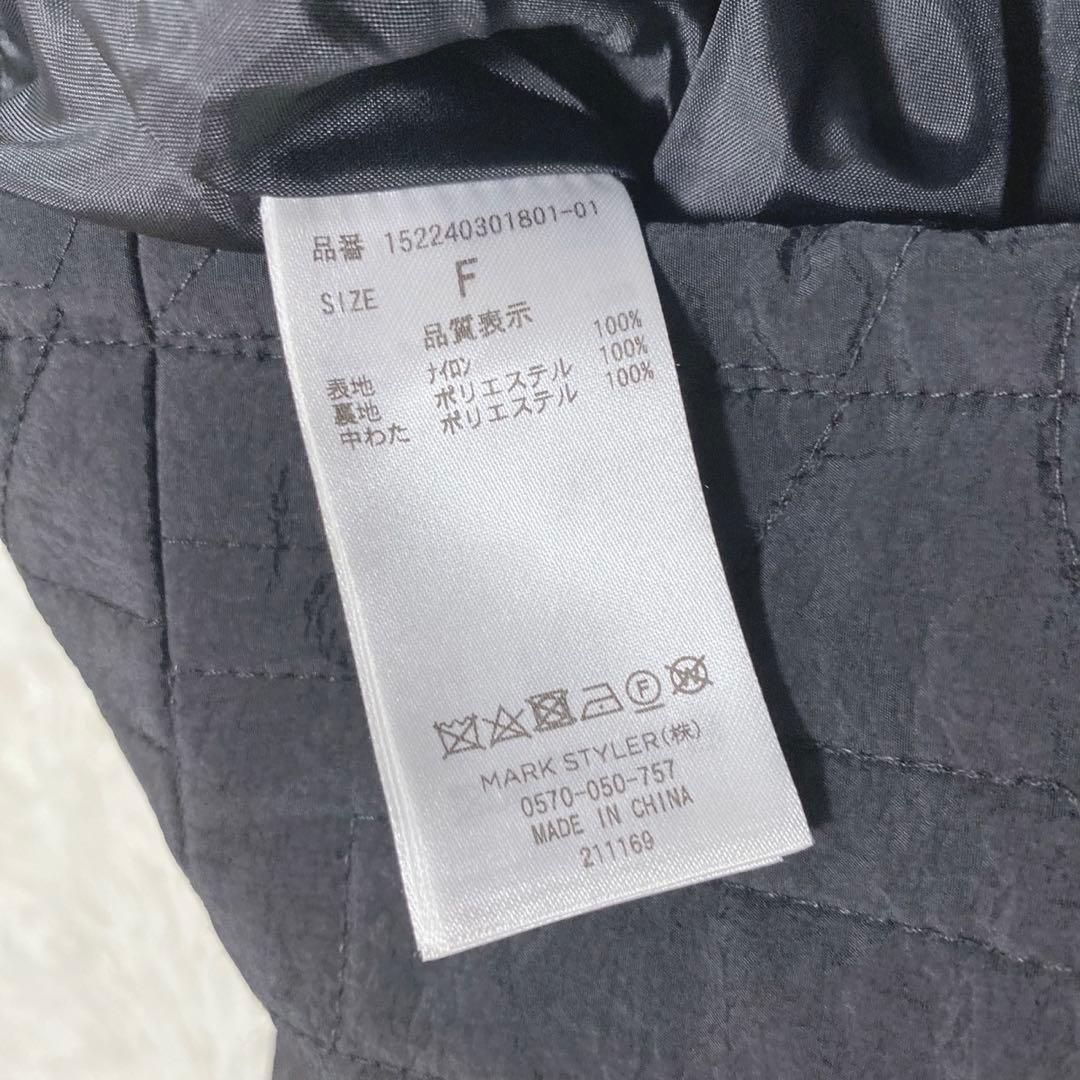 品番 152240301801-01
SIZE F
品質表示
表地 ナイロン 100%
裏地 ポリエステル 100%
中わた ポリエステル 100%
F W
MARK STYLER(株)
0570-050-757
MADE IN CHINA
211169